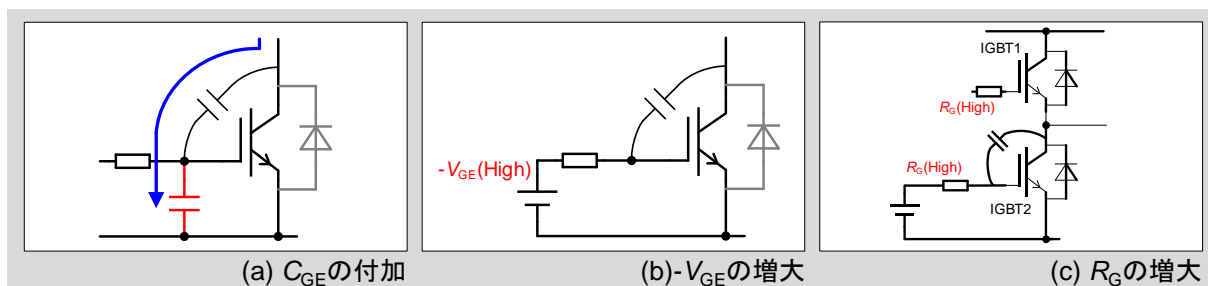 (a) CGEの付加
-VGE(High)
(b)-VGEの増大
IGBT1
RG(High)
RG(High)
IGBT2
(c) RGの増大